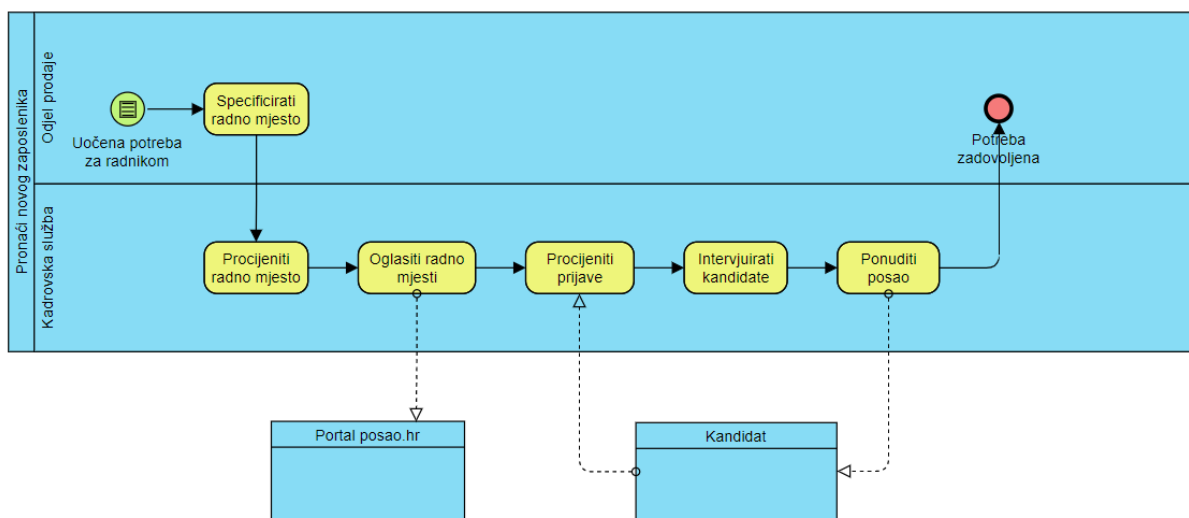 Pronaći novog zaposlenika
Odjel prodaje
Uočena potreba
za radnikom
Specificirati
radno mjesto
Potreba
zadovoljena
Kadrovska služba
Procijeniti
radno mjesto
Oglasiti radno
mjesti
Procijeniti
prijave
Intervjuirati
kandidate
Ponuditi
posao
Portal posao.hr
Kandidat